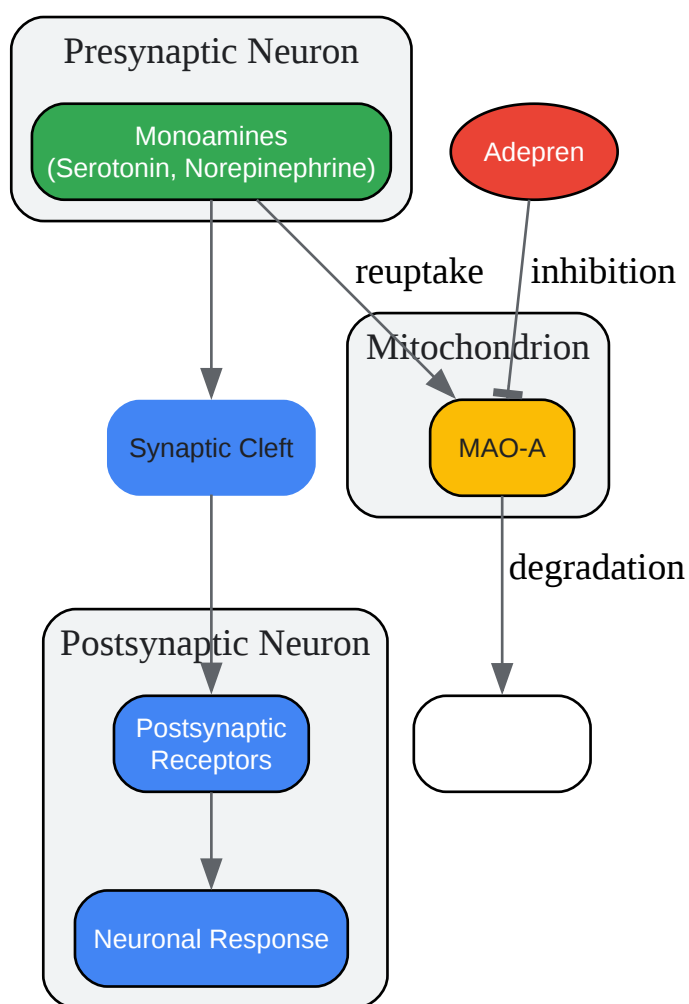 Presynaptic Neuron
Monoamines
(Serotonin, Norepinephrine)
Adepren
reuptake
inhibition
Mitochondrion
Synaptic Cleft
MAO-A
degradation
Postsynaptic Neuron
Postsynaptic
Receptors
Neuronal Response